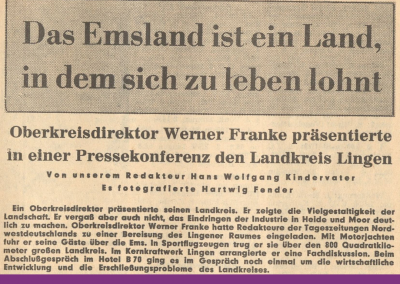 Das Emsland ist ein Land,
in dem sich zu leben lohnt
Oberkreisdirektor Werner Franke präsentierte
in einer Pressekonferenz den Landkreis Lingen
Von unserem Redakteur Hans Wolfgang Kindervater
Es fotografierte Hartwig Fender
Ein Oberkreisdirektor präsentierte seinen Landkreis. Er zeigte die Vielgestaltigkeit der
Landschaft. Er vergaß aber auch nicht, das Eindringen der Industrie in Heide und Moor deut-
lich zu machen. Oberkreisdirektor Werner Franke hatte Redakteure der Tageszeitungen Nord-
westdeutschlands zu einer Bereisung des Lingener Raumes eingeladen. Mit Motorjachten
fuhr er seine Gäste über die Ems. In Sportflugzeugen trug er sie über den 800 Quadratkilo-
meter großen Landkreis. Im Kernkraftwerk Lingen arrangierte er eine Fachdiskussion. Beim
Abschlußgespräch im Hotel B 70 ging es im Gespräch noch einmal um die wirtschaftliche
Entwicklung und die Erschließungsprobleme des Landkreises.